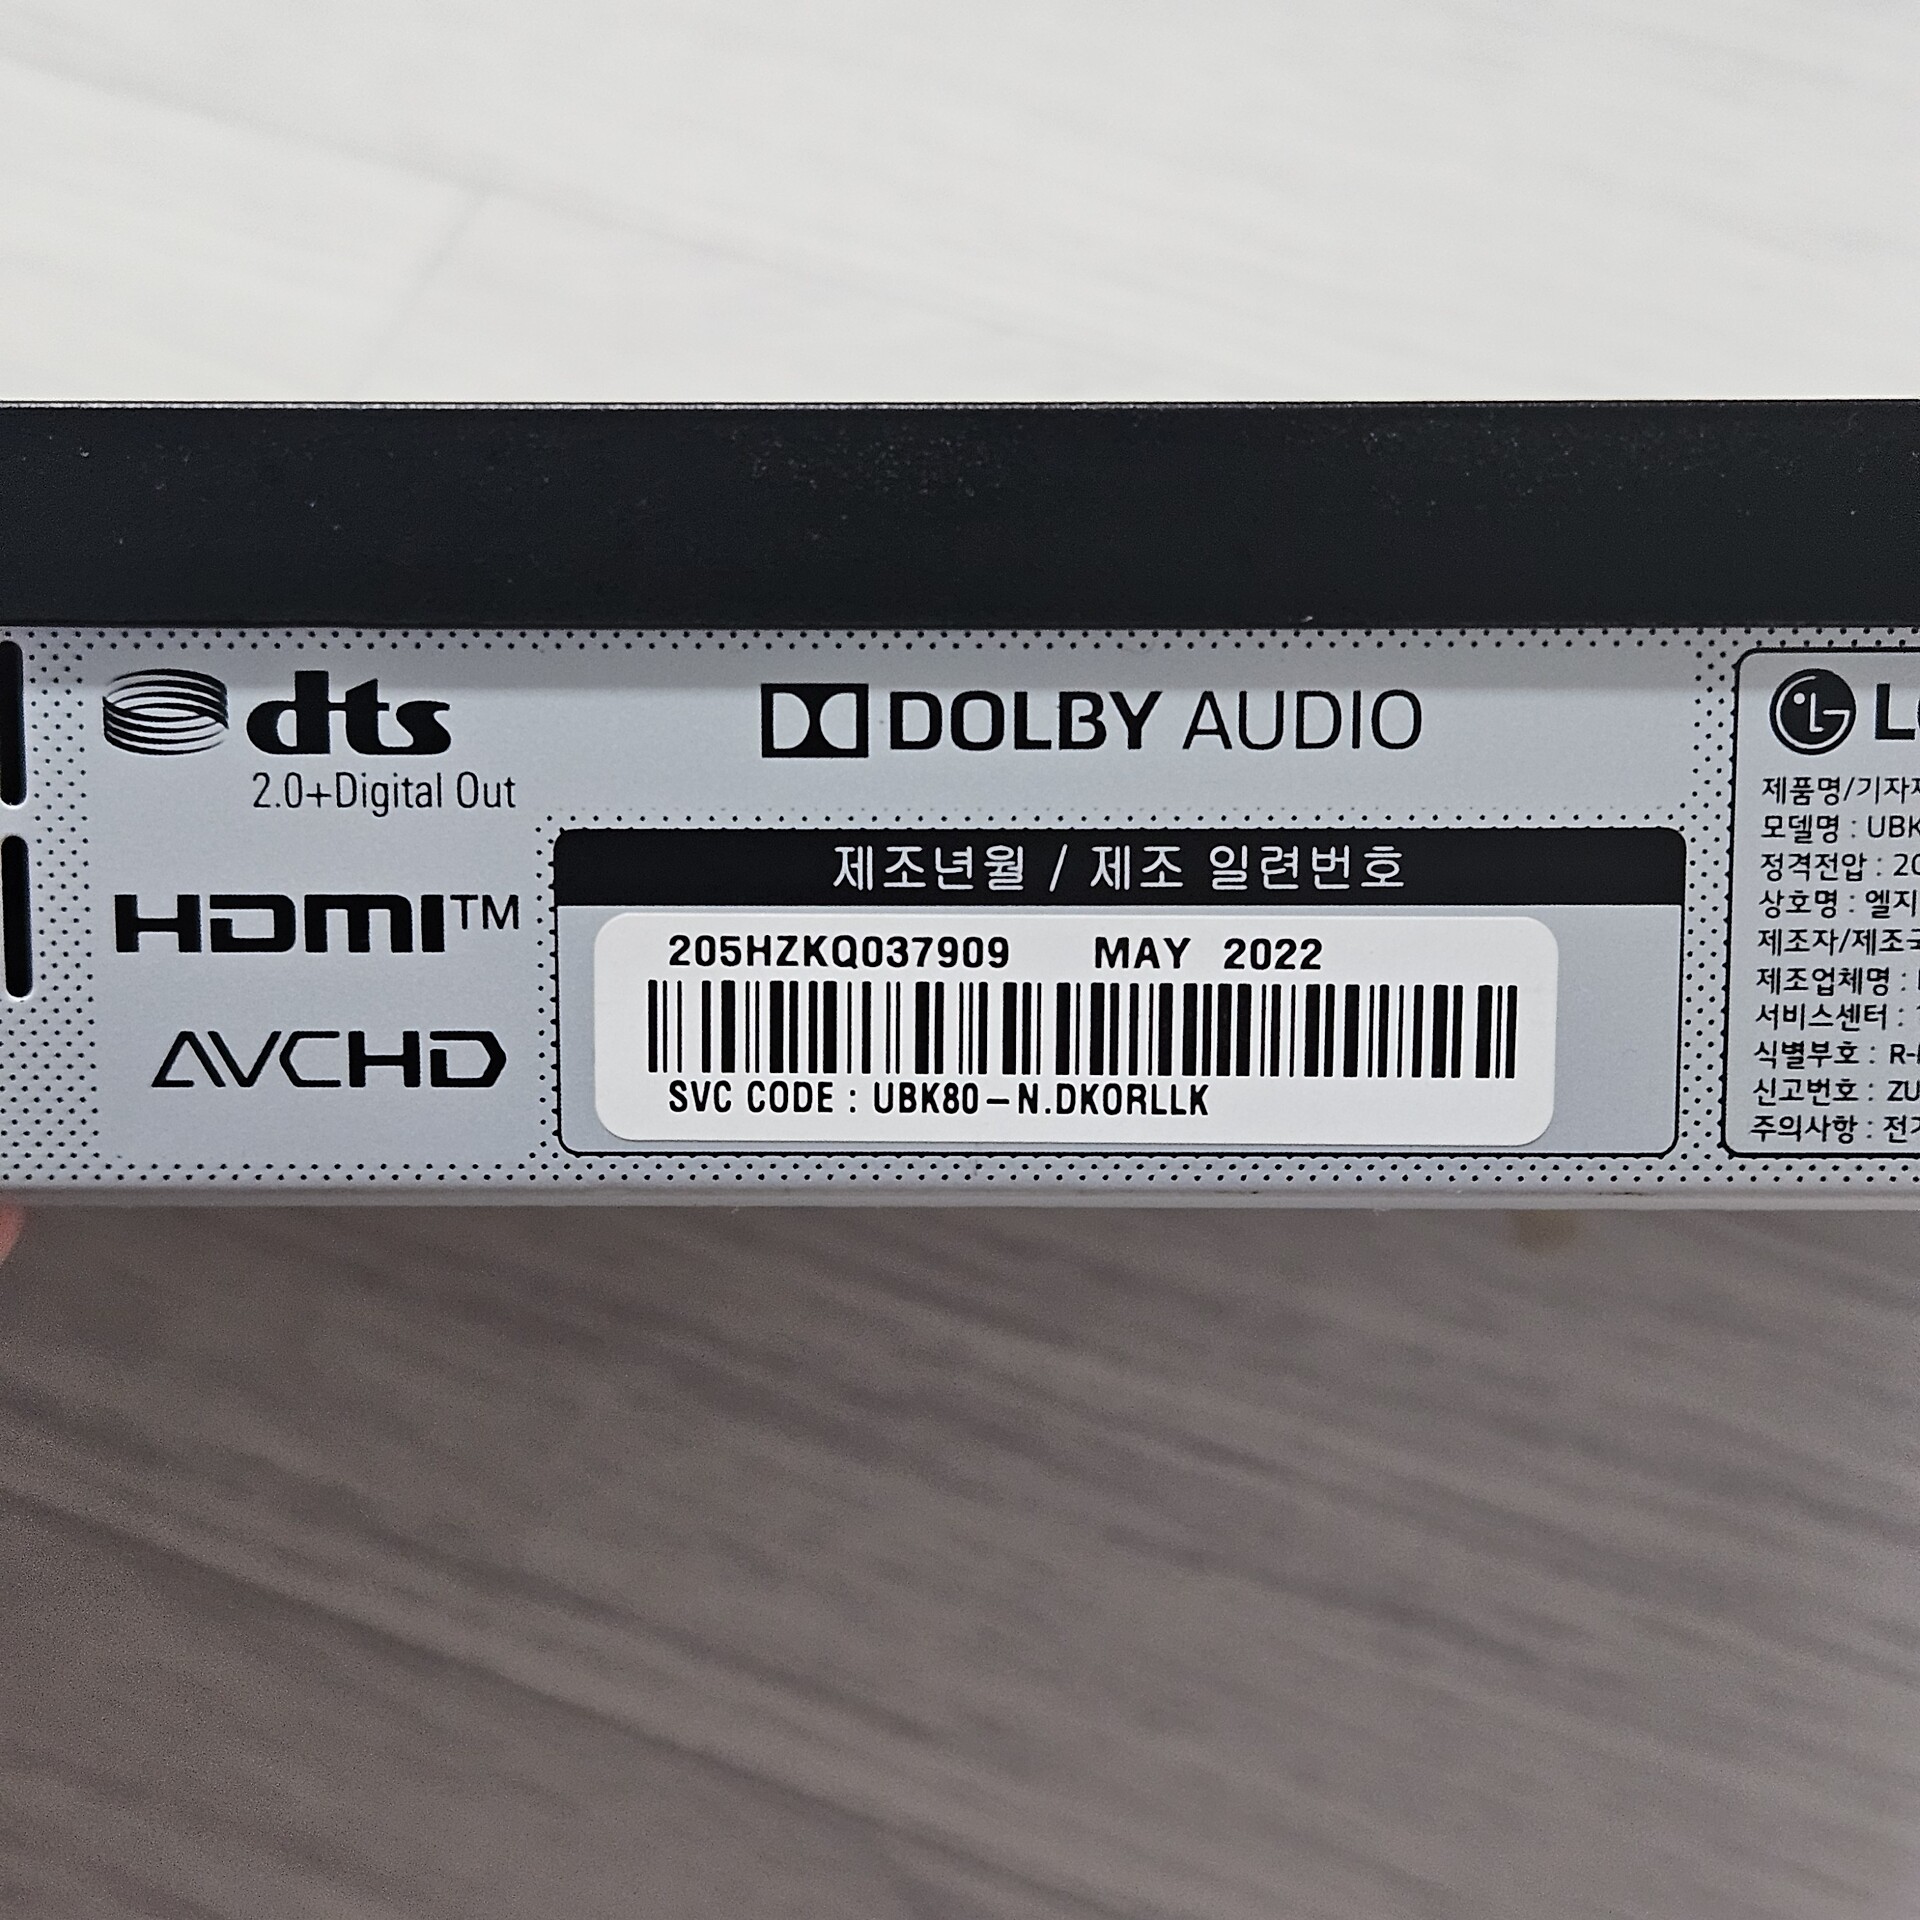 dts
2.0+Digital Out
DOLBY AUDIO
HDMI™
AVCHD
제조년월 / 제조 일련번호
205HZKQ037909 MAY 2022
SVC CODE : UBK80-N.DKORLLK
제품명/기자
모델명 : UBK
정격전압 : 20
상호명 : 엘지
제조자/제조
제조업체명 :
서비스센터 :
식별부호 : R-
신고번호 : ZU
주의사항 : 전